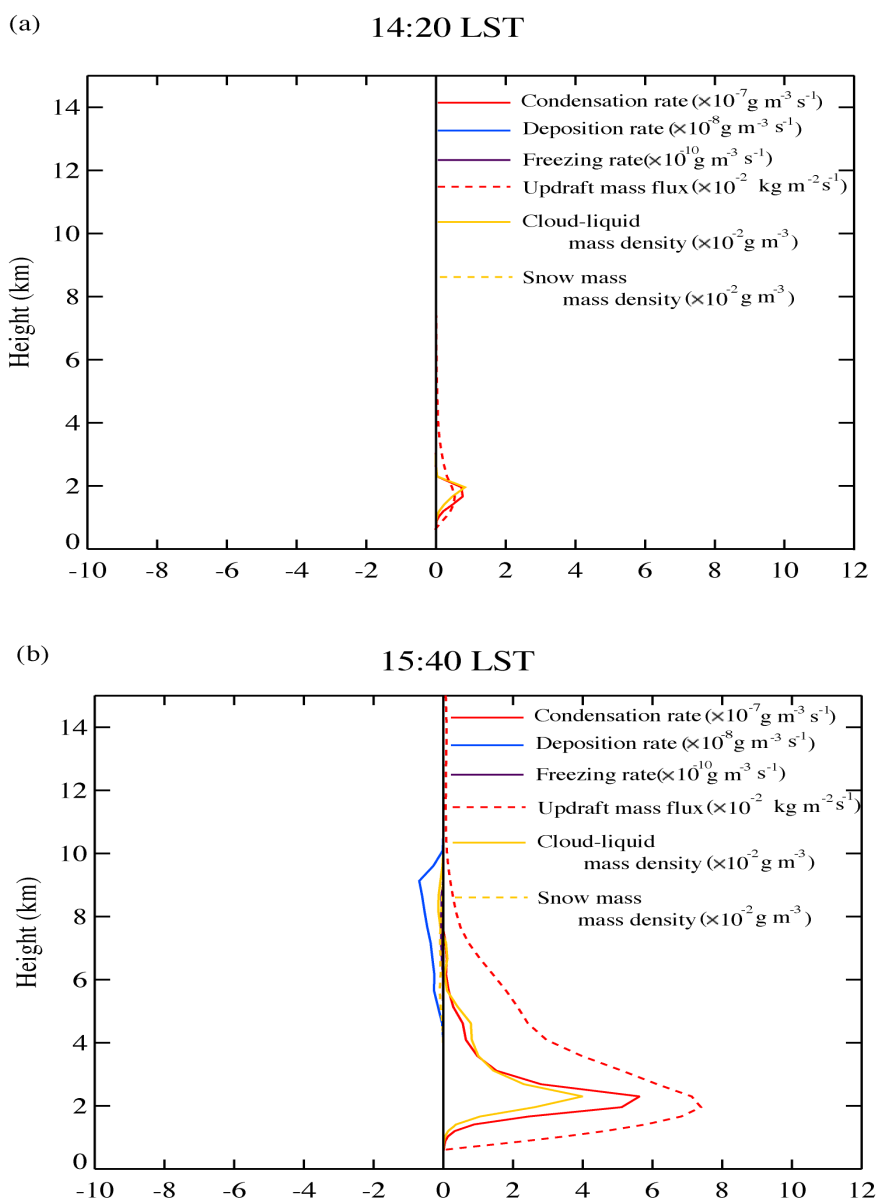 (a)
14:20 LST
Height (km)
14
12
10
8
6
4
2
0
Condensation rate (×10⁻⁷g m⁻³ s⁻¹)
Deposition rate (×10⁻⁸g m⁻³ s⁻¹)
Freezing rate(×10⁻¹⁰g m⁻³ s⁻¹)
Updraft mass flux (×10⁻² kg m⁻²s⁻¹)
Cloud-liquid
mass density (×10⁻²g m⁻³)
Snow mass
mass density (×10⁻²g m⁻³)
-10 -8 -6 -4 -2 0 2 4 6 8 10 12
(b)
15:40 LST
Height (km)
14
12
10
8
6
4
2
0
Condensation rate (×10⁻⁷g m⁻³ s⁻¹)
Deposition rate (×10⁻⁸g m⁻³ s⁻¹)
Freezing rate(×10⁻¹⁰g m⁻³ s⁻¹)
Updraft mass flux (×10⁻² kg m⁻²s⁻¹)
Cloud-liquid
mass density (×10⁻²g m⁻³)
Snow mass
mass density (×10⁻²g m⁻³)
-10 -8 -6 -4 -2 0 2 4 6 8 10 12